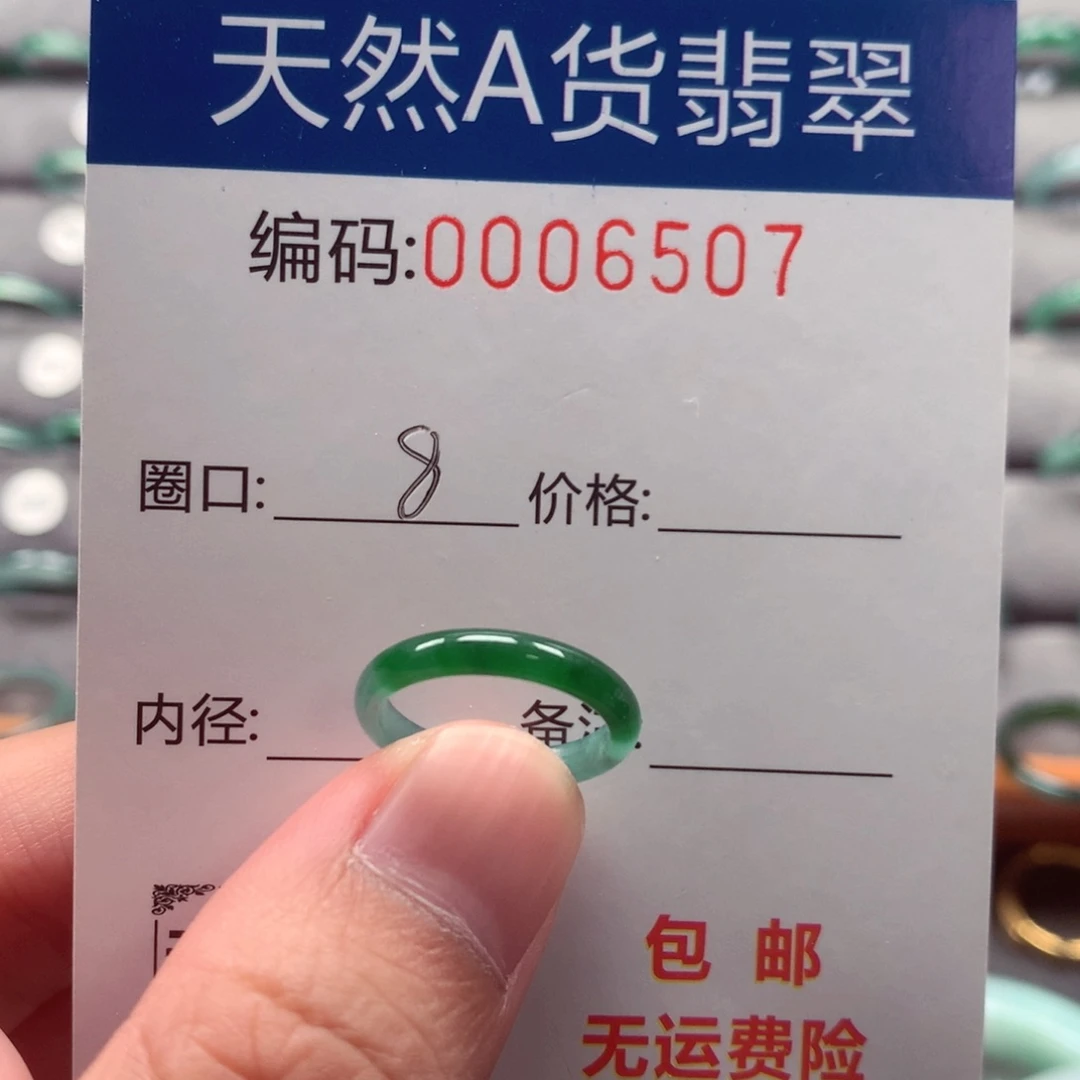 天然A货翡翠
编码:0006507
圈口: 8 价格:
内径: 备
包邮
无运费险